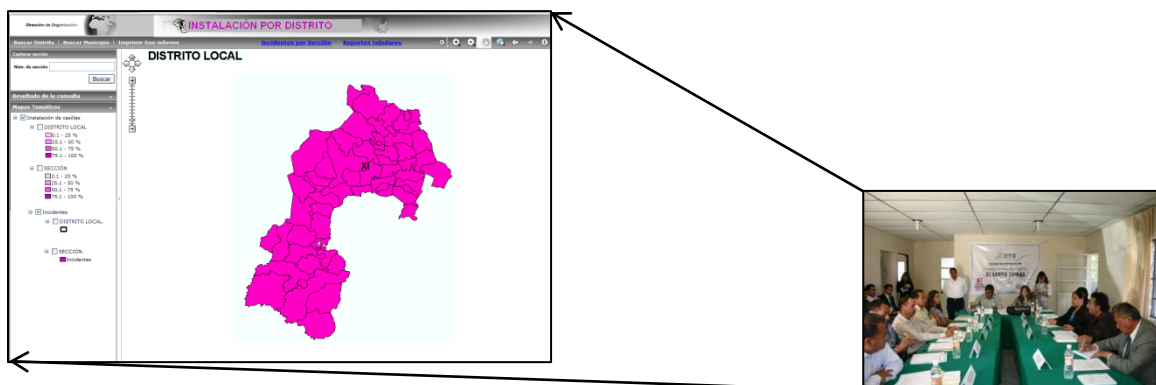 Dirección de Organización
INSTALACIÓN POR DISTRITO
Buscar Distrito | Buscar Municipio | Imprimir Geo-informe
Incidentes por Sección Reportes tabulares
Capturar sección
Núm. de sección
Buscar
Resultado de la consulta
Mapas Temáticos
Instalación de casillas
DISTRITO LOCAL
0.1 - 25 %
25.1 - 50 %
50.1 - 75 %
75.1 - 100 %
SECCIÓN
0.1 - 25 %
25.1 - 50 %
50.1 - 75 %
75.1 - 100 %
Incidentes
DISTRITO LOCAL.
SECCIÓN.
Incidentes
DISTRITO LOCAL
XI
XI SANTO TOMÁS